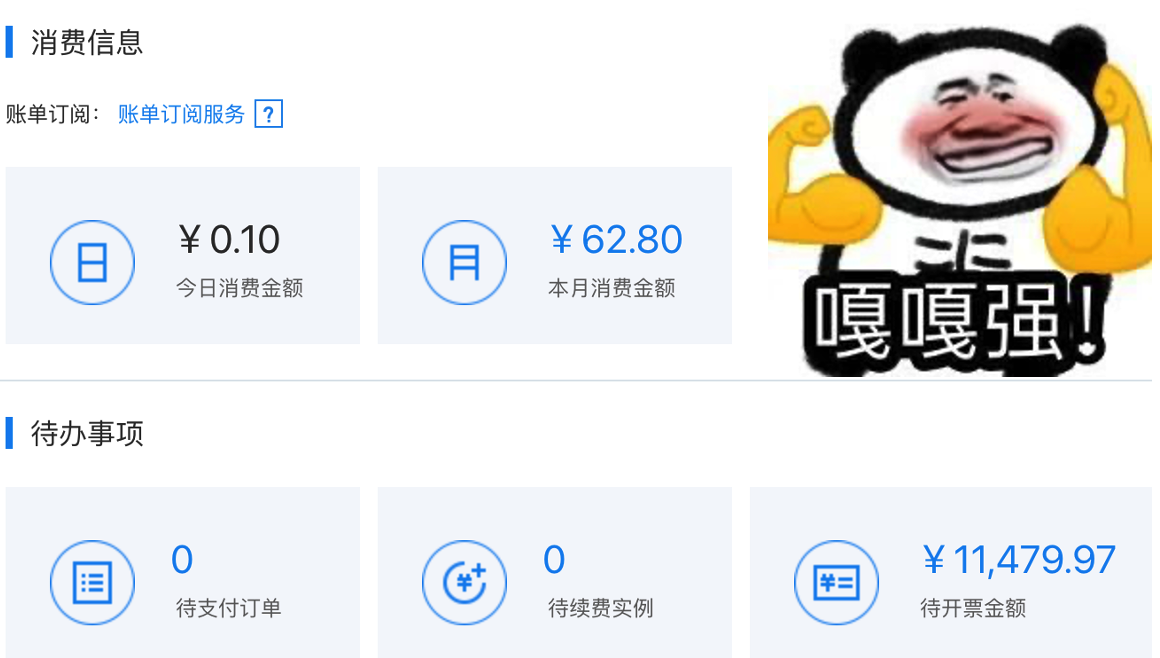 消费信息
账单订阅： 账单订阅服务 ?
日
¥ 0.10
今日消费金额
月
¥ 62.80
本月消费金额
嘎嘎强！
待办事项
0
待支付订单
¥
0
待续费实例
¥
¥ 11,479.97
待开票金额